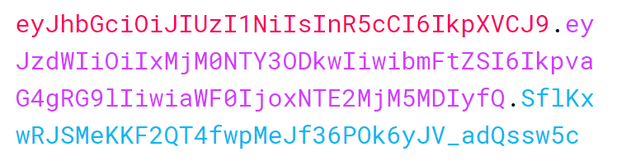 eyJhbGciOiJIUzI1NiIsInR5cCI6IkpXVCJ9.ey
JzdWIiOiIxMjM0NTY3ODkwIiwibmFtZSI6Ikpva
G4gRG9lIiwiaWF0IjoxNTE2MjM5MDIyfQ.SflKx
wRJSMeKKF2QT4fwpMeJf36POk6yJV_adQssw5c